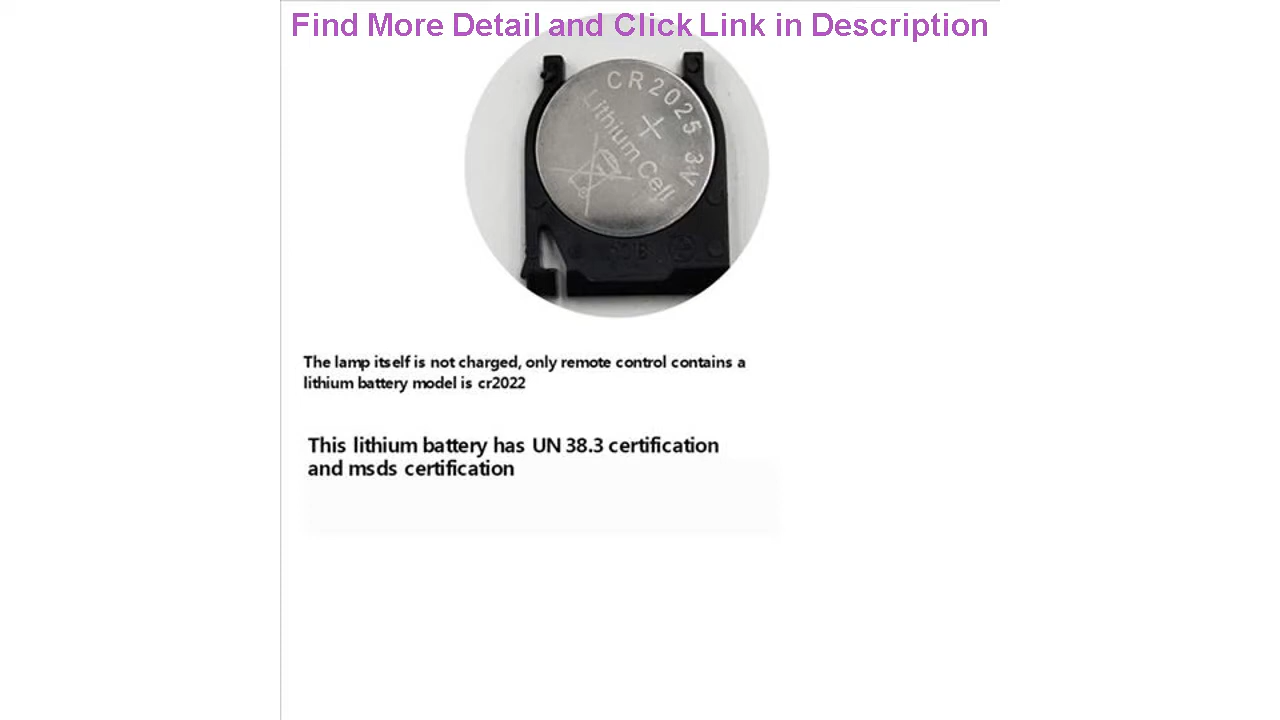 Find More Detail and Click Link in Description
CR2025 3V
+
Lithium Cell
The lamp itself is not charged, only remote control contains a
lithium battery model is cr2022
This lithium battery has UN 38.3 certification
and msds certification